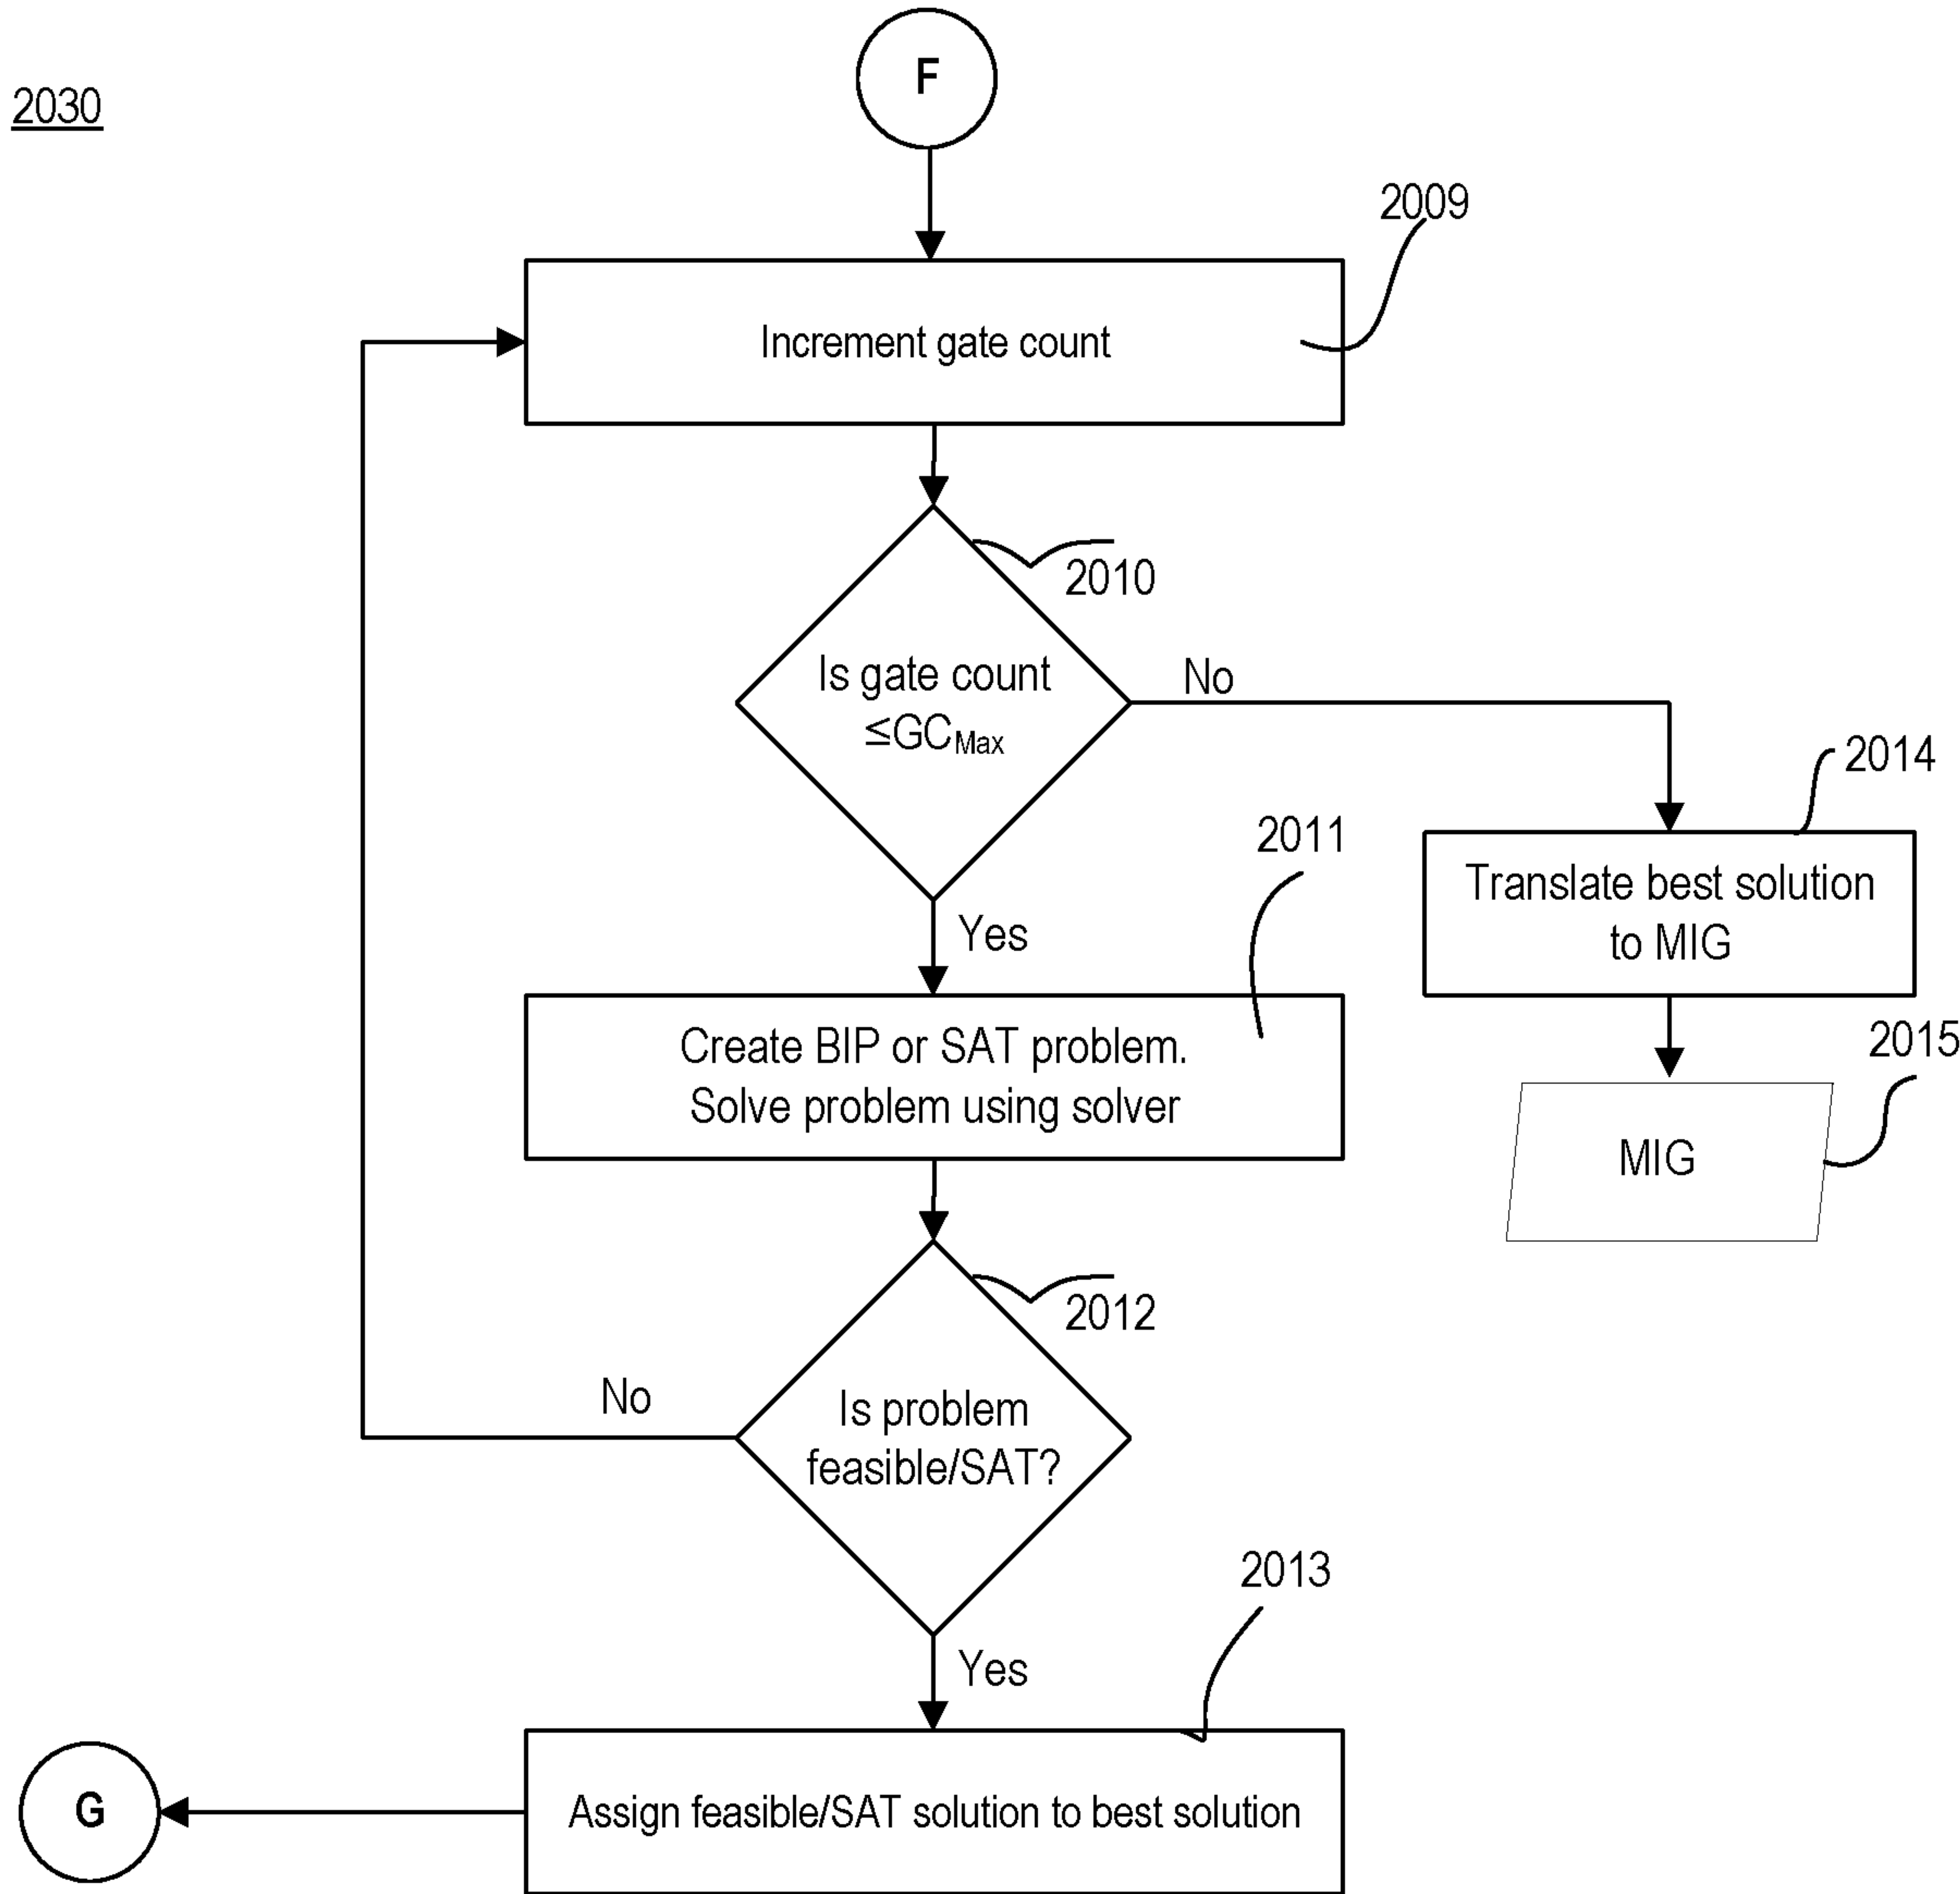 F
2030
2009
Increment gate count
2010
Is gate count
≤GCMax
No
2014
2011
Translate best solution
to MIG
Yes
Create BIP or SAT problem.
Solve problem using solver
2015
MIG
2012
No
Is problem
feasible/SAT?
2013
Yes
G
Assign feasible/SAT solution to best solution